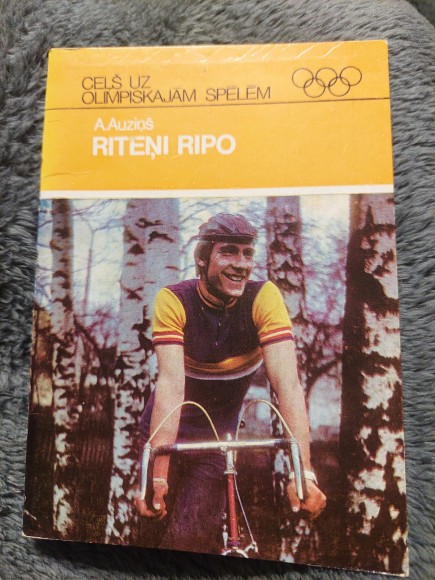 CEĻŠ UZ
OLIMPISKAJĀM SPĒLĒM
A.Auziņš
RITEŅI RIPO